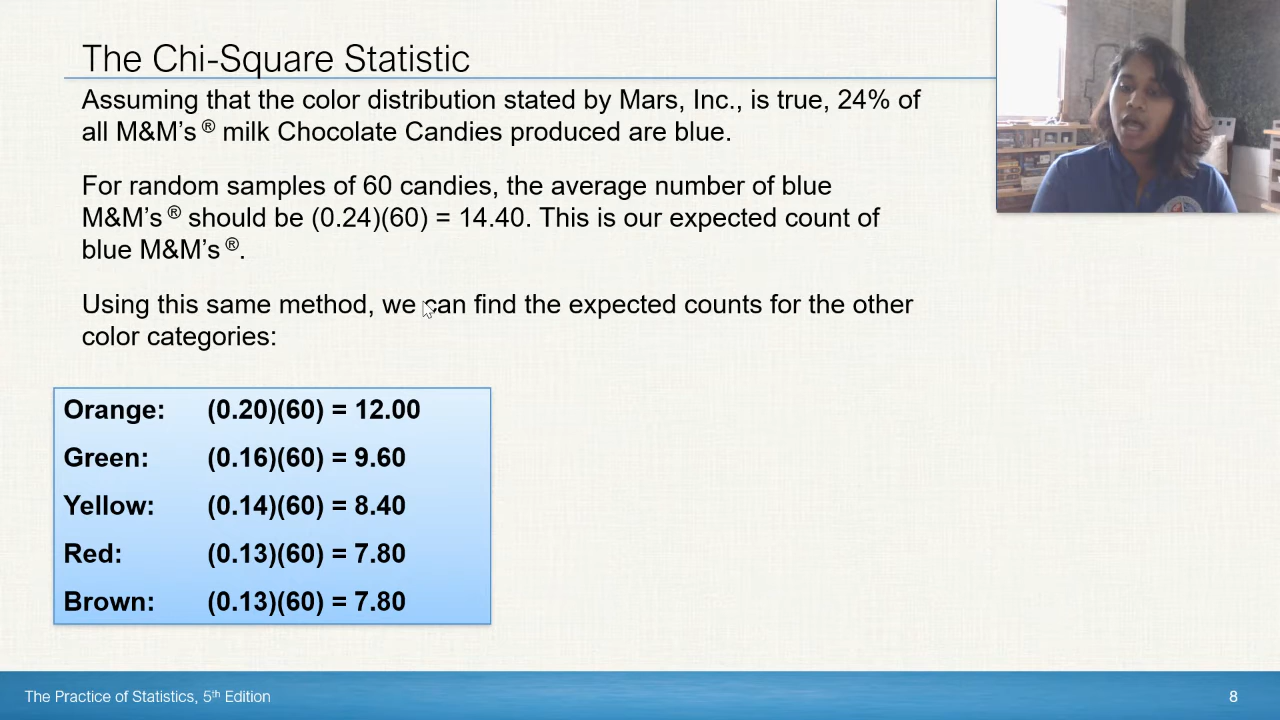 The Chi-Square Statistic
Assuming that the color distribution stated by Mars, Inc., is true, 24% of
all M&M’s ® milk Chocolate Candies produced are blue.
For random samples of 60 candies, the average number of blue
M&M’s ® should be (0.24)(60) = 14.40. This is our expected count of
blue M&M’s ®.
Using this same method, we can find the expected counts for the other
color categories:
Orange: (0.20)(60) = 12.00
Green: (0.16)(60) = 9.60
Yellow: (0.14)(60) = 8.40
Red: (0.13)(60) = 7.80
Brown: (0.13)(60) = 7.80
The Practice of Statistics, 5th Edition
8